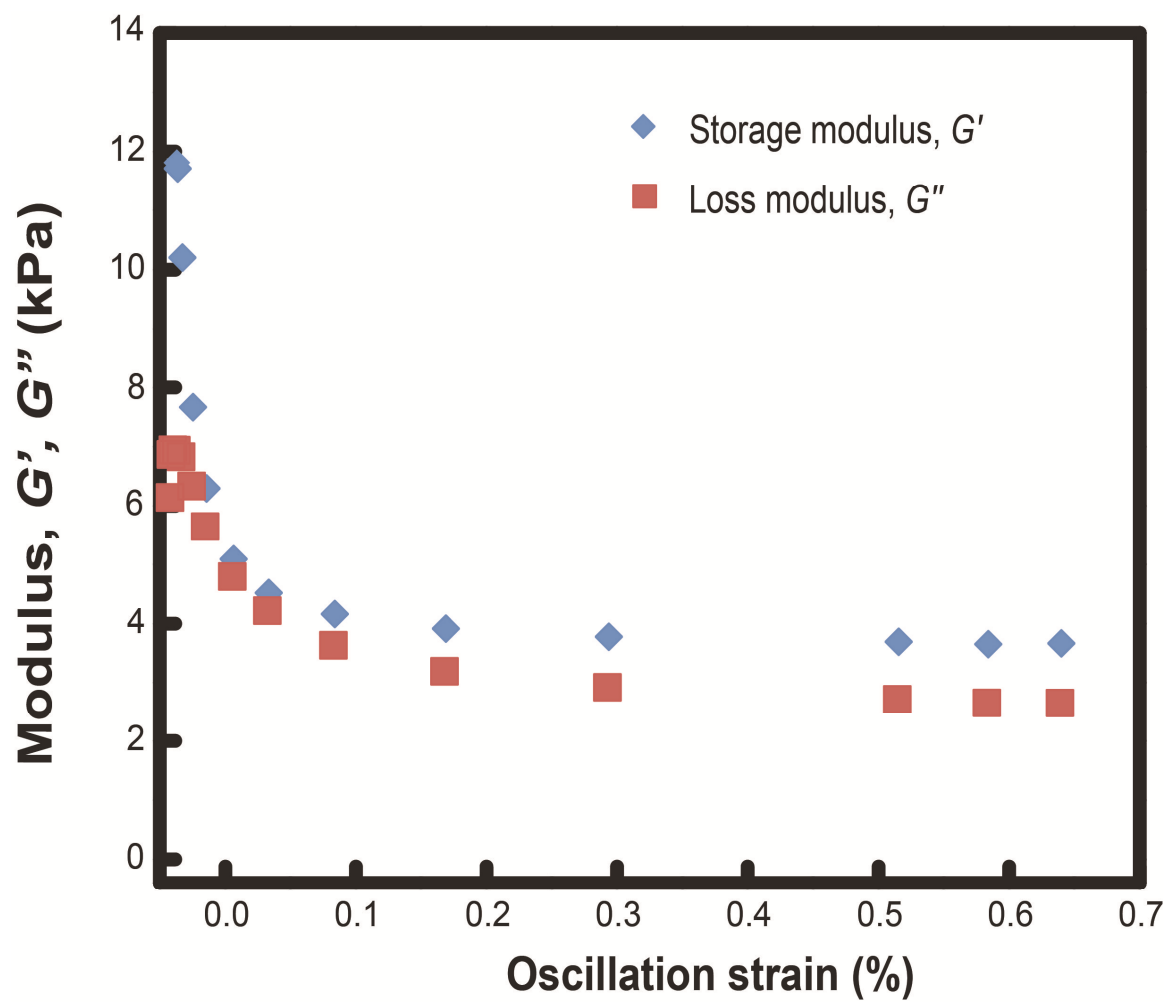 14
12
10
8
6
4
2
0
Modulus, G’, G” (kPa)
Storage modulus, G′
Loss modulus, G″
0.0 0.1 0.2 0.3 0.4 0.5 0.6 0.7
Oscillation strain (%)